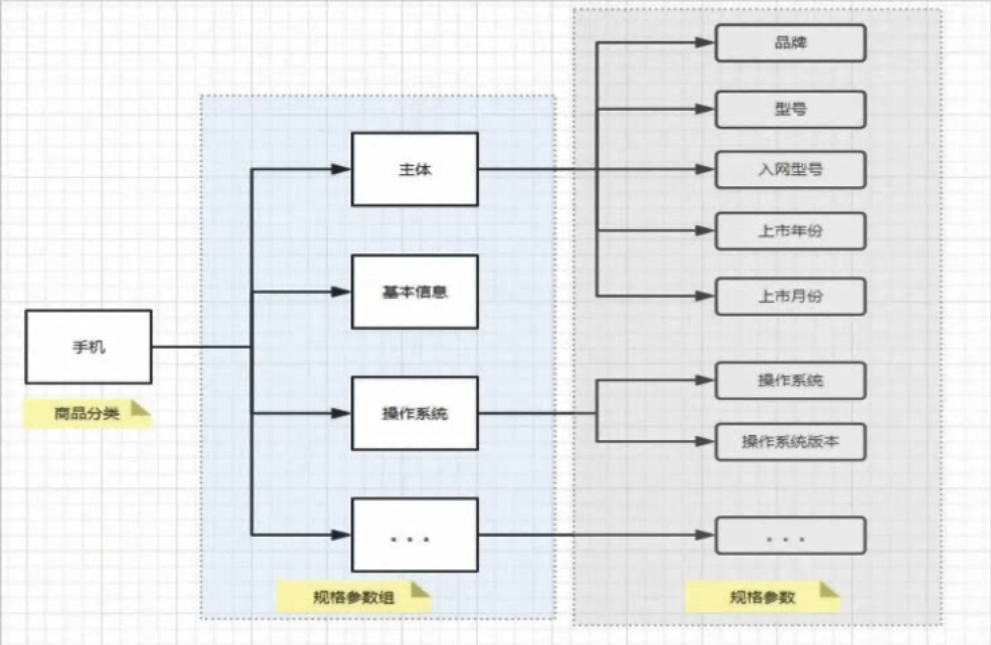 品牌
型号
主体
入网型号
上市年份
基本信息
上市月份
手机
操作系统
商品分类
操作系统
操作系统版本
...
...
规格参数组
规格参数